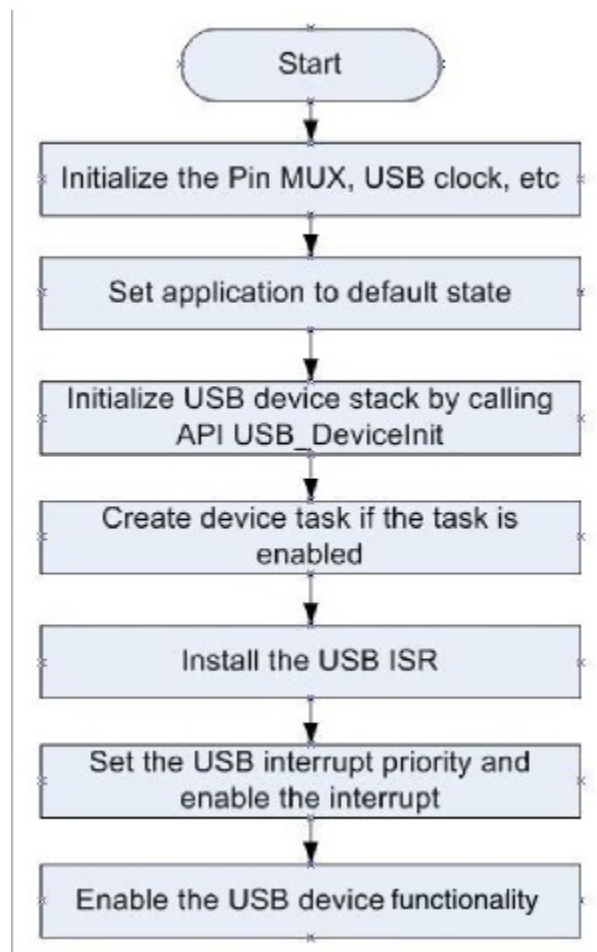 Start
Initialize the Pin MUX, USB clock, etc
Set application to default state
Initialize USB device stack by calling
API USB_DeviceInit
Create device task if the task is
enabled
Install the USB ISR
Set the USB interrupt priority and
enable the interrupt
Enable the USB device functionality